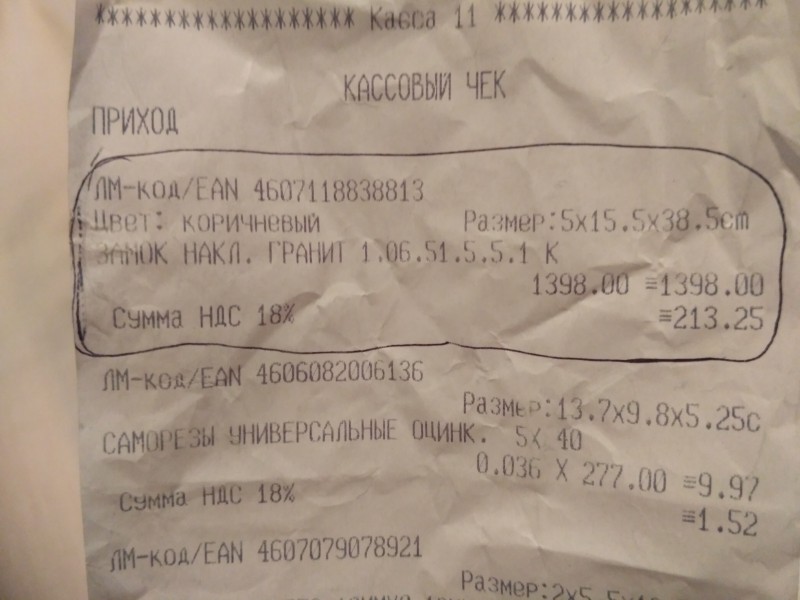 ***************** Касса 11 *****************
КАССОВЫЙ ЧЕК
ПРИХОД
ЛМ-код/EAN 4607118838813
Цвет: коричневый Размер:5x15.5x38.5cm
ЗАМОК НАКЛ. ГРАНИТ 1.06.51.5.5.1 К
1398.00 ≡1398.00
Сумма НДС 18% ≡213.25
ЛМ-код/EAN 4606082006136
Размер:13.7x9.8x5.25c
САМОРЕЗЫ УНИВЕРСАЛЬНЫЕ ОЦИНК. 5X 40
0.036 X 277.00 ≡9.97
Сумма НДС 18% ≡1.52
ЛМ-код/EAN 4607079078921